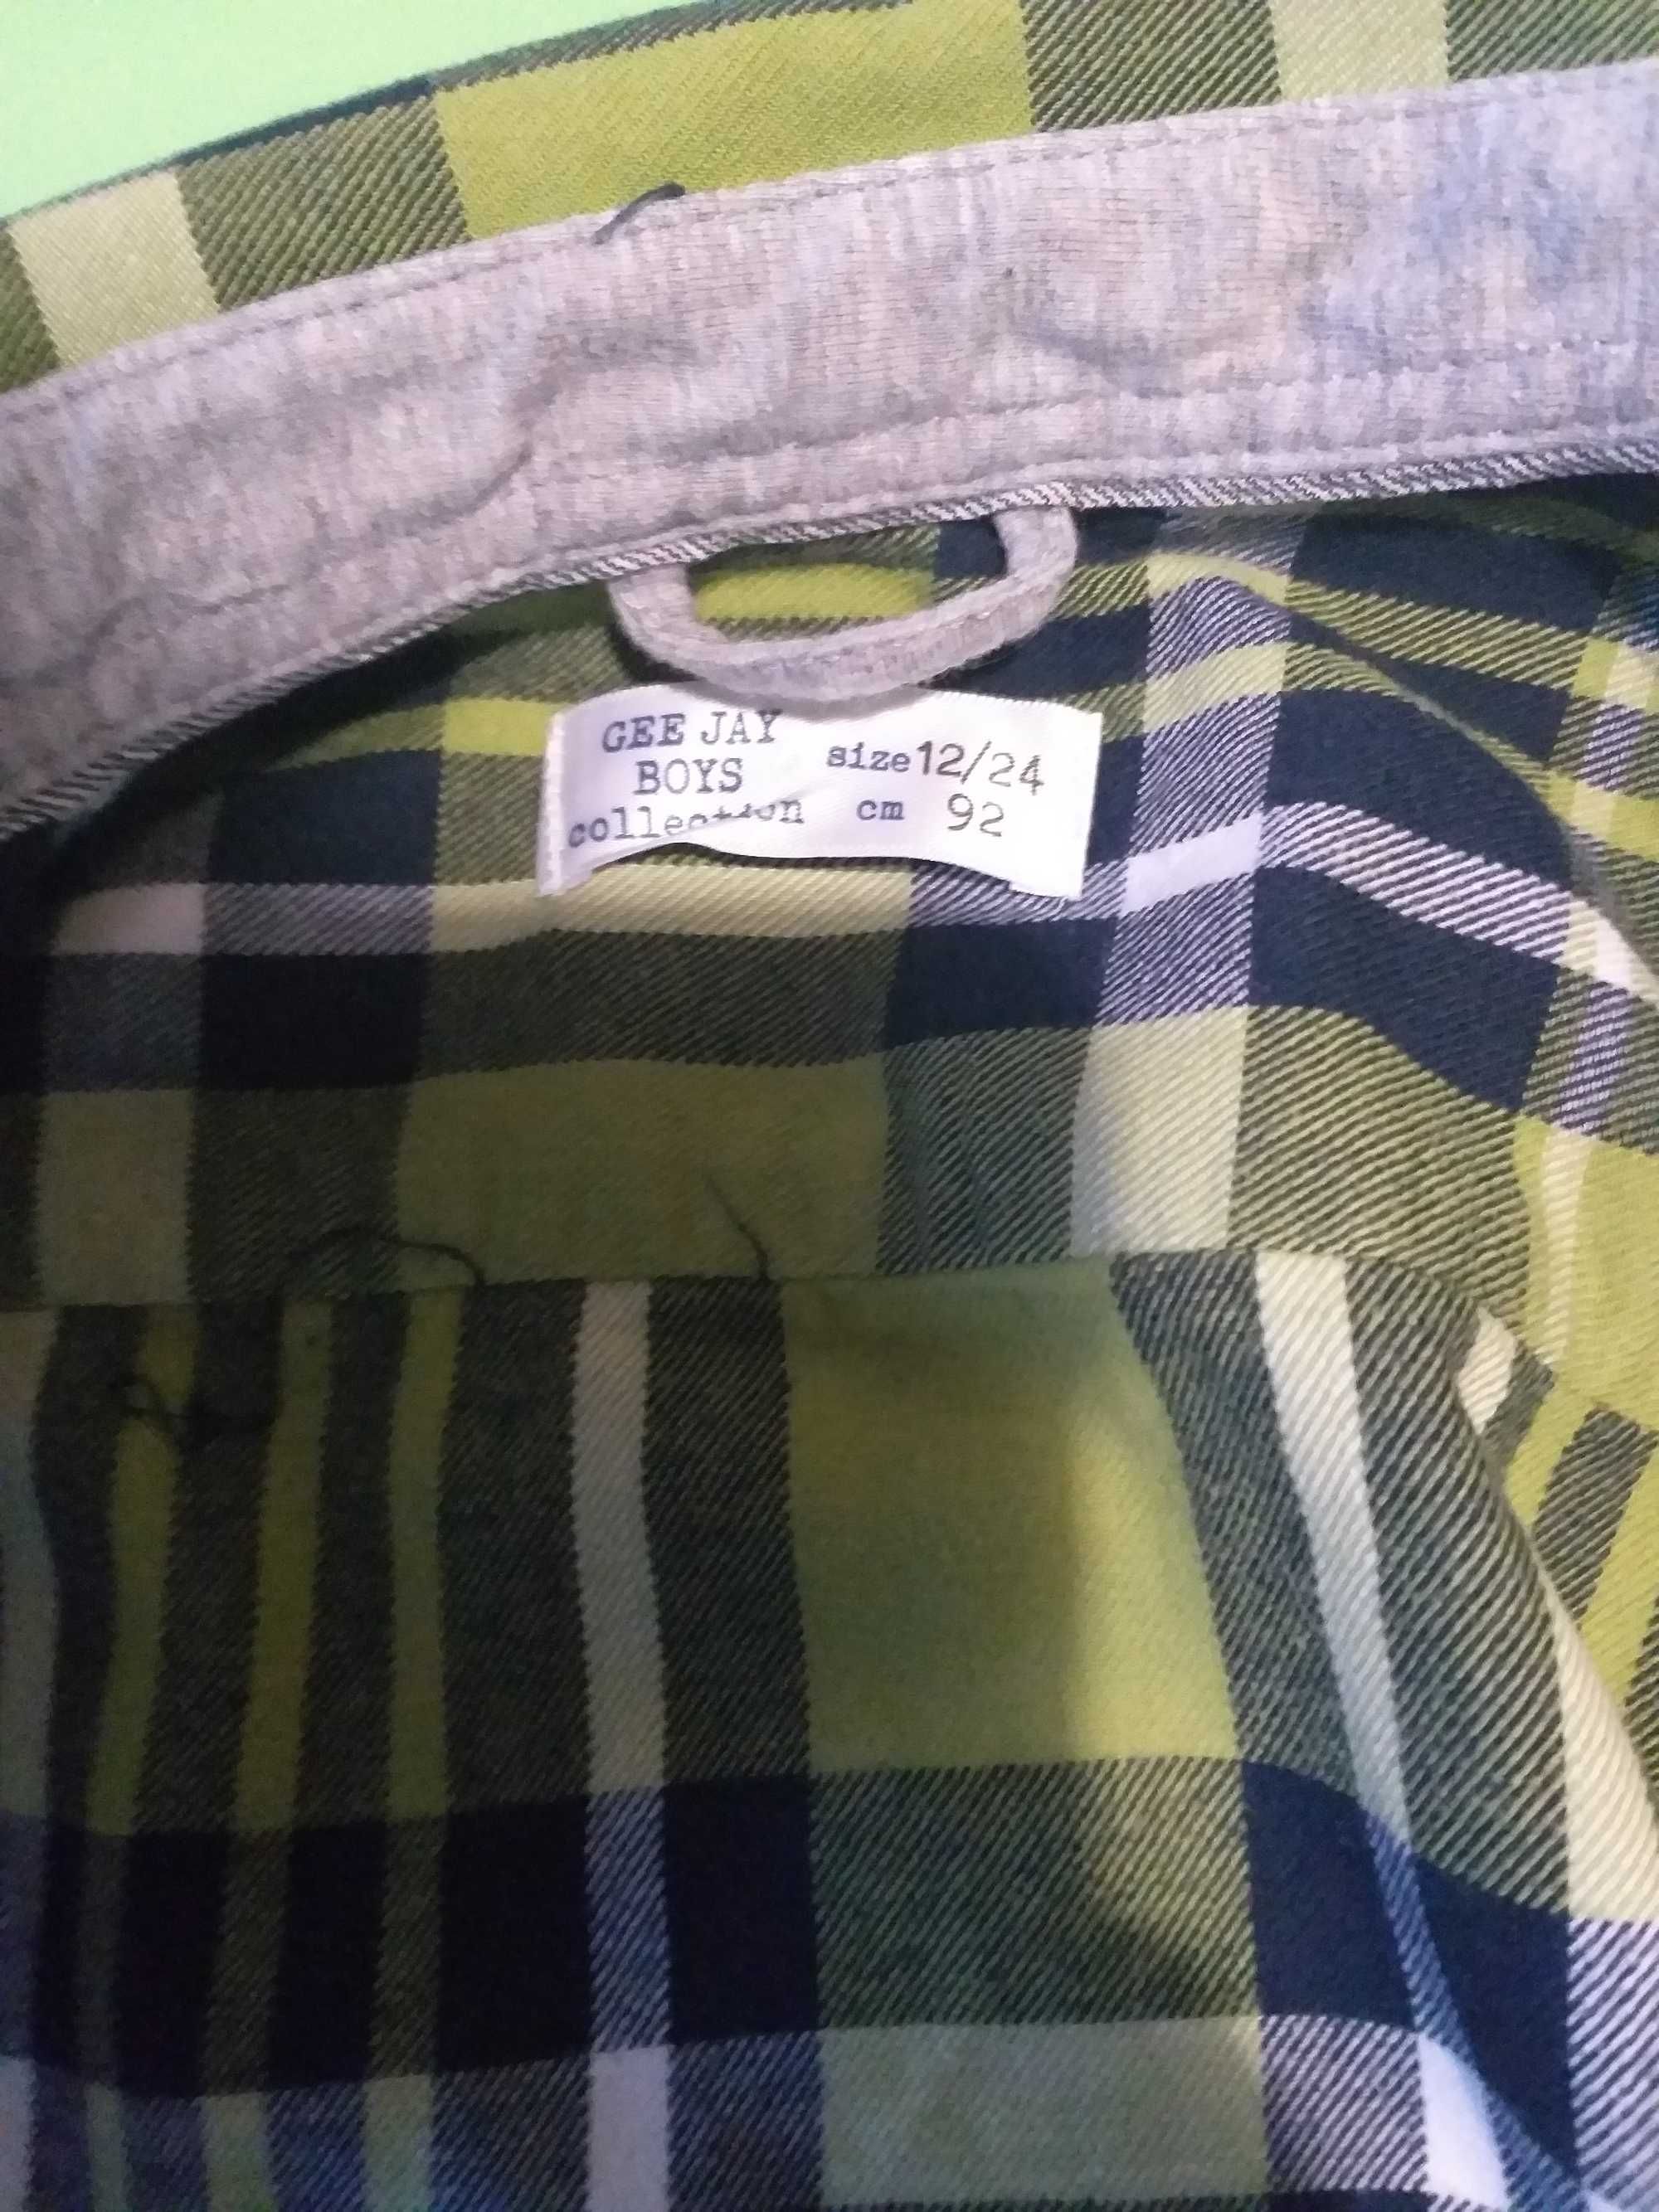 GEE JAY
BOYS
collection
size 12/24
cm 92